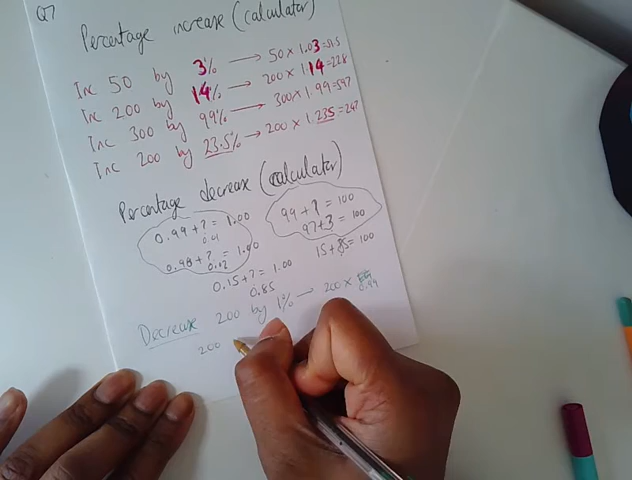 Q7
Percentage increase (calculator)
Inc 50 by 3% → 50 x 1.03=51.5
Inc 200 by 14% → 200 x 1.14=228
Inc 300 by 99% → 300x 1.99=597
Inc 200 by 23.5% → 200 x 1.235=247
Percentage decrease (calculator)
0.99 + ? = 1.00
0.01
0.98 + ? = 1.00
0.02
99 + ? = 100
97+3 = 100
15+85=100
0.15+? = 1.00
0.85
Decrease 200 by 1% → 200 x
0.99
200